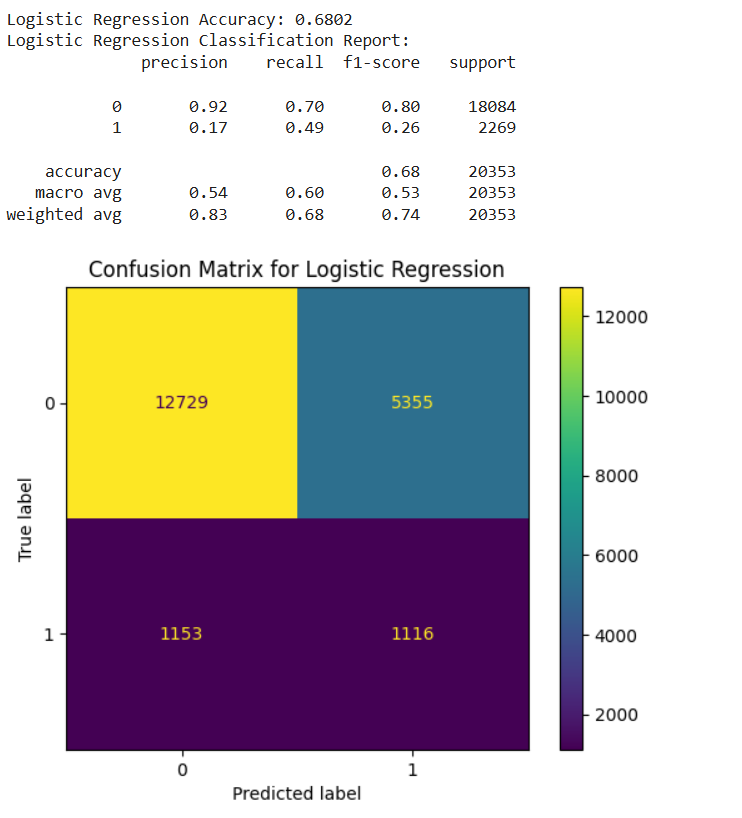 Logistic Regression Accuracy: 0.6802
Logistic Regression Classification Report:
precision recall f1-score support
0 0.92 0.70 0.80 18084
1 0.17 0.49 0.26 2269
accuracy 0.68 20353
macro avg 0.54 0.60 0.53 20353
weighted avg 0.83 0.68 0.74 20353
Confusion Matrix for Logistic Regression
12000
0 12729 5355
10000
8000
True label
6000
1 1153 1116
4000
2000
0 1
Predicted label